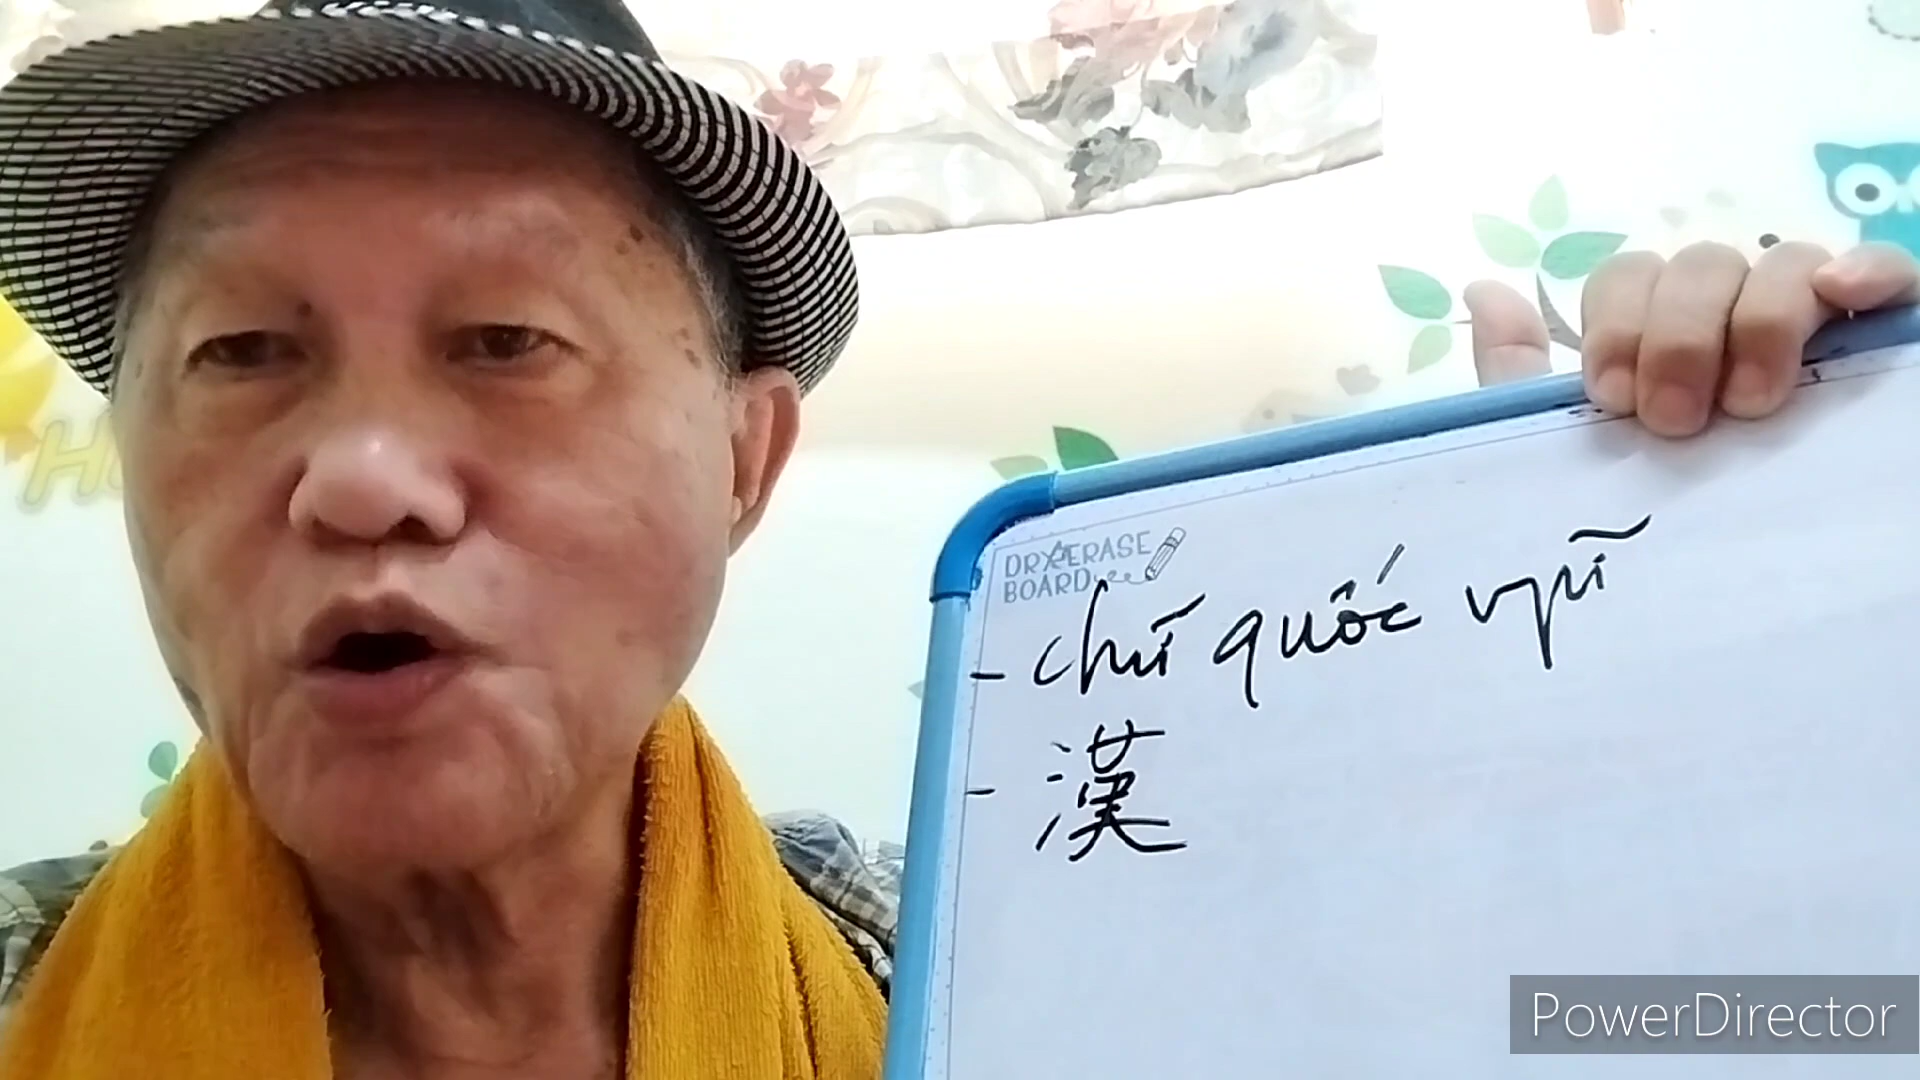 DRY ERASE
BOARD
- chữ quốc ngữ
- 漢
PowerDirector